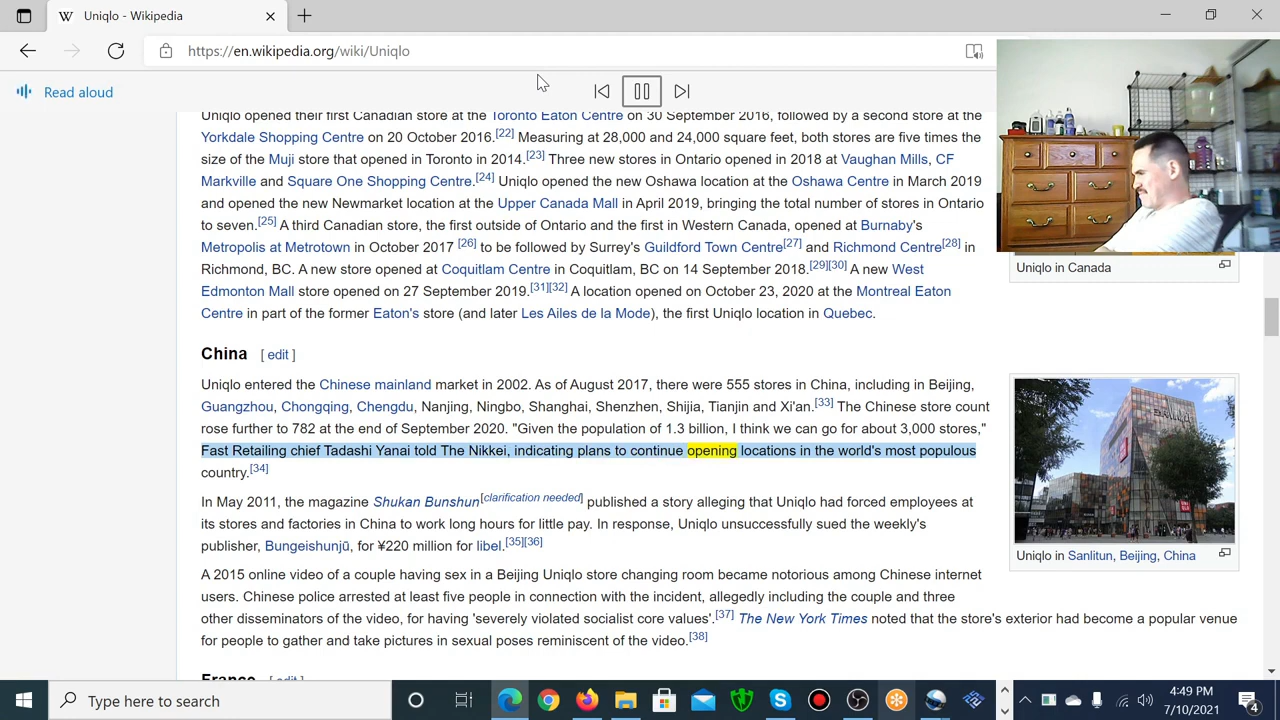 Uniqlo - Wikipedia
https://en.wikipedia.org/wiki/Uniqlo
Read aloud
Uniqlo opened their first Canadian store at the Toronto Eaton Centre on 30 September 2016, followed by a second store at the
Yorkdale Shopping Centre on 20 October 2016.[22] Measuring at 28,000 and 24,000 square feet, both stores are five times the
size of the Muji store that opened in Toronto in 2014.[23] Three new stores in Ontario opened in 2018 at Vaughan Mills, CF
Markville and Square One Shopping Centre.[24] Uniqlo opened the new Oshawa location at the Oshawa Centre in March 2019
and opened the new Newmarket location at the Upper Canada Mall in April 2019, bringing the total number of stores in Ontario
to seven.[25] A third Canadian store, the first outside of Ontario and the first in Western Canada, opened at Burnaby's
Metropolis at Metrotown in October 2017 [26] to be followed by Surrey's Guildford Town Centre[27] and Richmond Centre[28] in
Richmond, BC. A new store opened at Coquitlam Centre in Coquitlam, BC on 14 September 2018.[29][30] A new West
Edmonton Mall store opened on 27 September 2019.[31][32] A location opened on October 23, 2020 at the Montreal Eaton
Centre in part of the former Eaton's store (and later Les Ailes de la Mode), the first Uniqlo location in Quebec.
Uniqlo in Canada
China [ edit ]
Uniqlo entered the Chinese mainland market in 2002. As of August 2017, there were 555 stores in China, including in Beijing,
Guangzhou, Chongqing, Chengdu, Nanjing, Ningbo, Shanghai, Shenzhen, Shijia, Tianjin and Xi'an.[33] The Chinese store count
rose further to 782 at the end of September 2020. "Given the population of 1.3 billion, I think we can go for about 3,000 stores,"
Fast Retailing chief Tadashi Yanai told The Nikkei, indicating plans to continue opening locations in the world's most populous
country.[34]
In May 2011, the magazine Shukan Bunshun[clarification needed] published a story alleging that Uniqlo had forced employees at
its stores and factories in China to work long hours for little pay. In response, Uniqlo unsuccessfully sued the weekly's
publisher, Bungeishunjū, for ¥220 million for libel.[35][36]
Uniqlo in Sanlitun, Beijing, China
A 2015 online video of a couple having sex in a Beijing Uniqlo store changing room became notorious among Chinese internet
users. Chinese police arrested at least five people in connection with the incident, allegedly including the couple and three
other disseminators of the video, for having 'severely violated socialist core values'.[37] The New York Times noted that the store's exterior had become a popular venue
for people to gather and take pictures in sexual poses reminiscent of the video.[38]
France [ edit ]
Type here to search
4:49 PM
7/10/2021
4